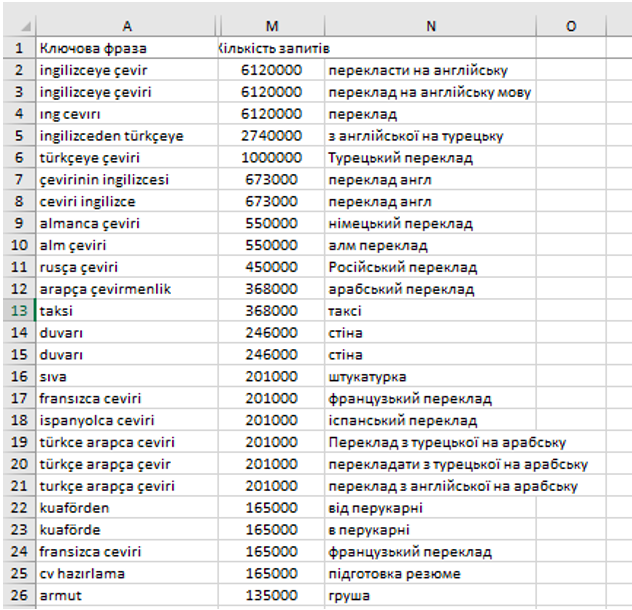 A M N O
1 Ключова фраза Кількість запитів
2 ingilizceye çevir 6120000 перекласти на англійську
3 ingilizceye çeviri 6120000 переклад на англійську мову
4 ıng cevırı 6120000 переклад
5 ingilizceden türkçeye 2740000 з англійської на турецьку
6 türkçeye çeviri 1000000 Турецький переклад
7 çevirinin ingilizcesi 673000 переклад англ
8 ceviri ingilizce 673000 переклад англ
9 almanca çeviri 550000 німецький переклад
10 alm çeviri 550000 алм переклад
11 rusça çeviri 450000 Російський переклад
12 arapça çevirmenlik 368000 арабський переклад
13 taksi 368000 таксі
14 duvarı 246000 стіна
15 duvarı 246000 стіна
16 sıva 201000 штукатурка
17 fransızca ceviri 201000 французький переклад
18 ispanyolca ceviri 201000 іспанський переклад
19 türkce arapca ceviri 201000 Переклад з турецької на арабську
20 türkçe arapça çevir 201000 перекладати з турецької на арабську
21 turkçe arapça çeviri 201000 переклад з англійської на арабську
22 kuaförden 165000 від перукарні
23 kuaförde 165000 в перукарні
24 fransizca ceviri 165000 французький переклад
25 cv hazırlama 165000 підготовка резюме
26 armut 135000 груша